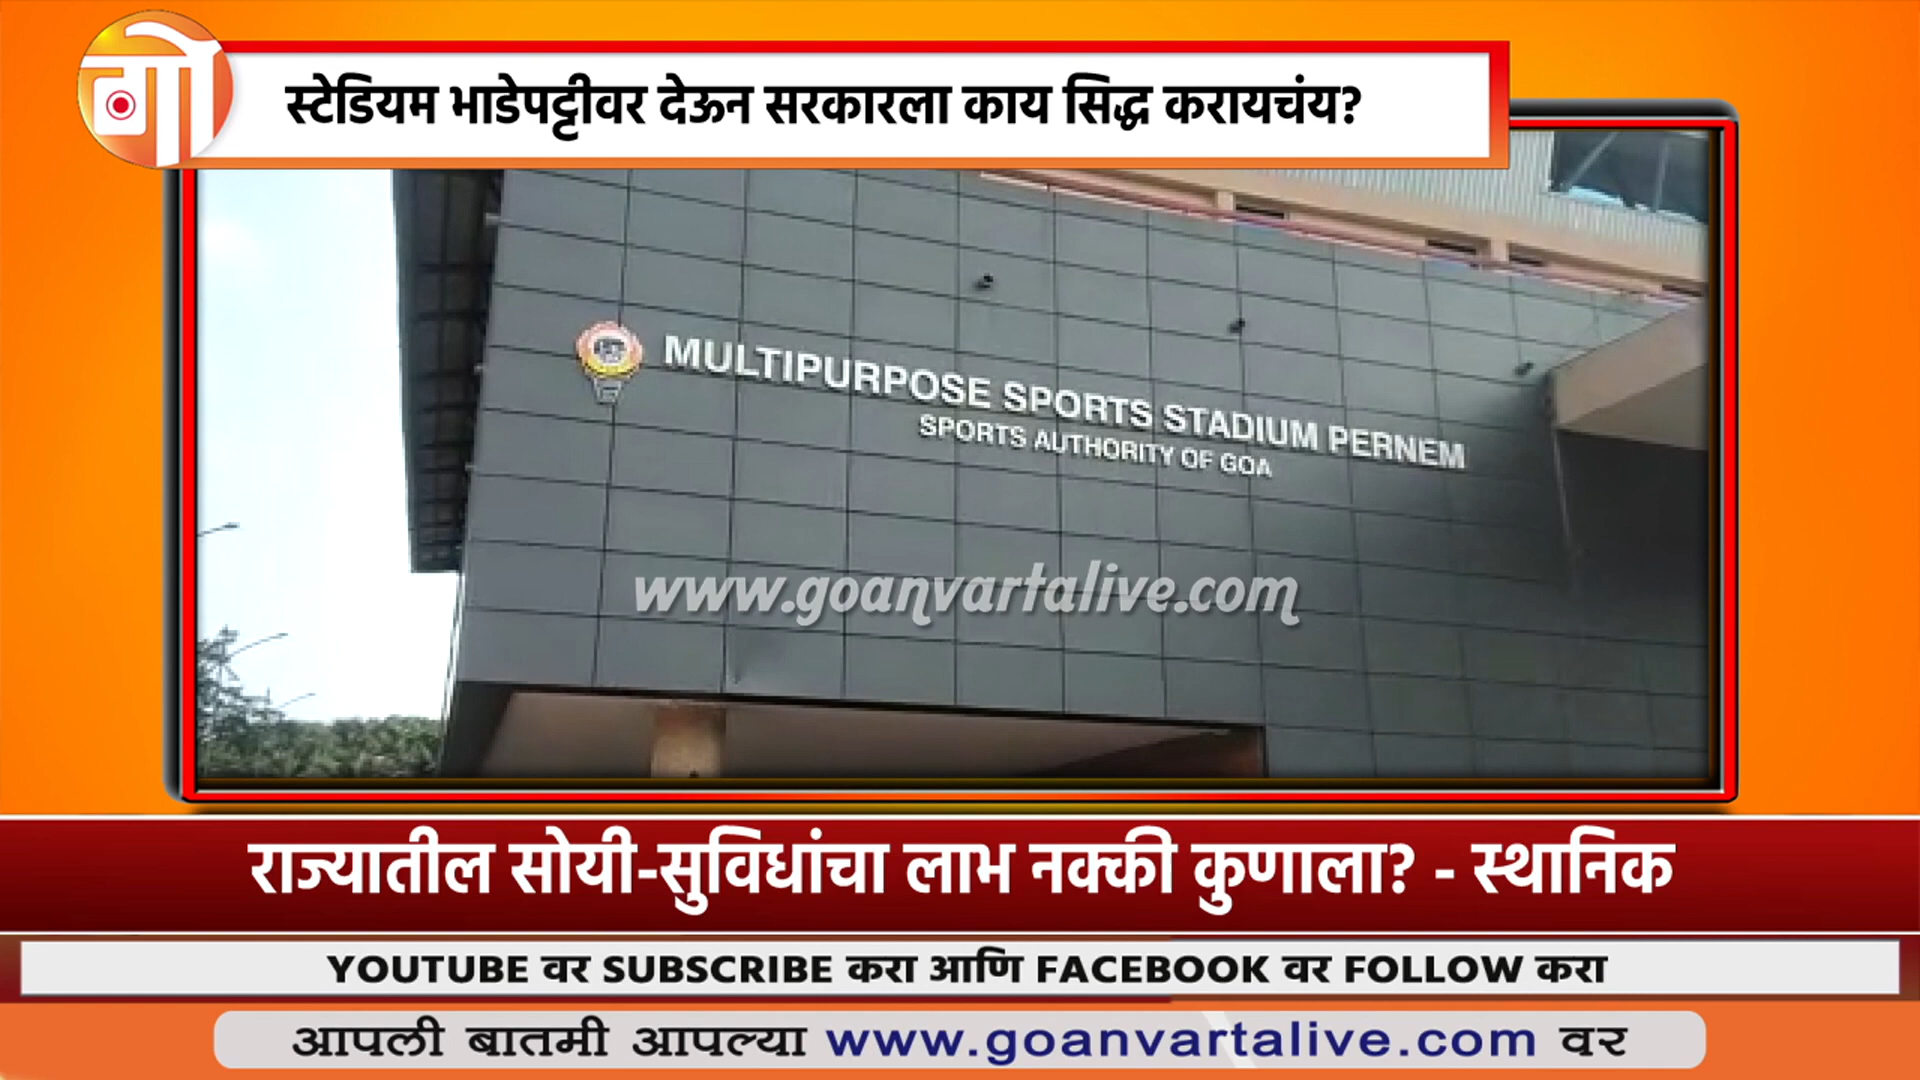 गो
स्टेडियम भाडेपट्टीवर देऊन सरकारला काय सिद्ध करायचंय?
MULTIPURPOSE SPORTS STADIUM PERNEM
SPORTS AUTHORITY OF GOA
www.goanvartalive.com
राज्यातील सोयी-सुविधांचा लाभ नक्की कुणाला? - स्थानिक
YOUTUBE वर SUBSCRIBE करा आणि FACEBOOK वर FOLLOW करा
आपली बातमी आपल्या www.goanvartalive.com वर